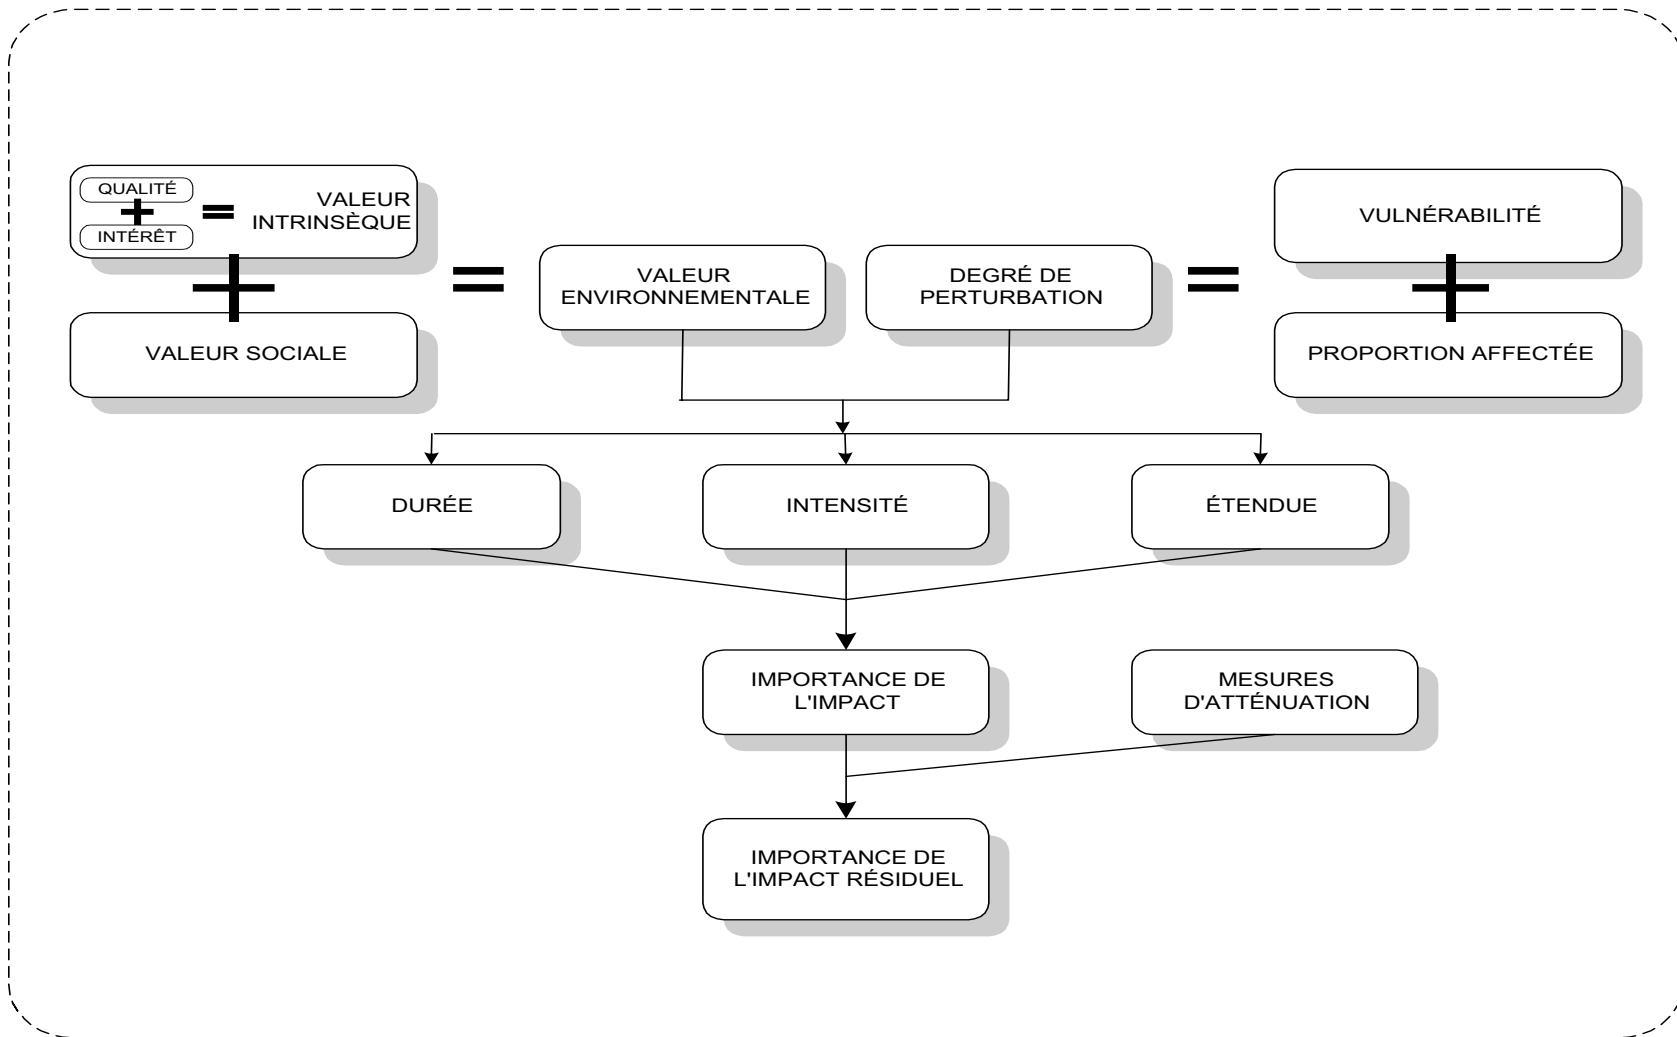 QUALITÉ
+
INTÉRÊT
=
VALEUR
INTRINSÈQUE
+
VALEUR SOCIALE
=
VALEUR
ENVIRONNEMENTALE
DEGRÉ DE
PERTURBATION
=
VULNÉRABILITÉ
+
PROPORTION AFFECTÉE
DURÉE
INTENSITÉ
ÉTENDUE
IMPORTANCE DE
L'IMPACT
MESURES
D'ATTÉNUATION
IMPORTANCE DE
L'IMPACT RÉSIDUEL